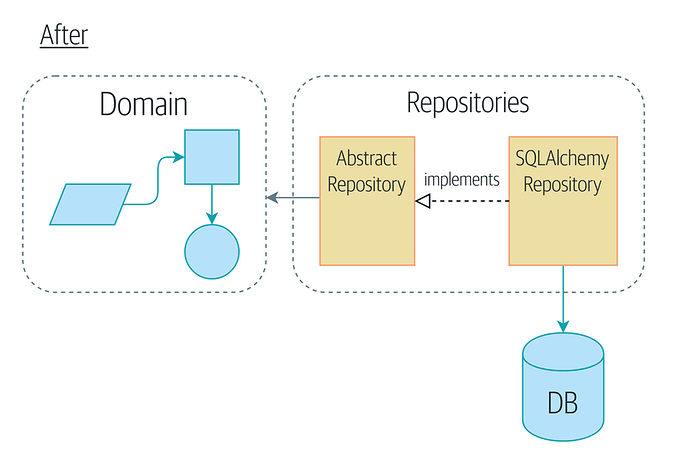 After
Domain
Repositories
Abstract
Repository
implements
SQLAlchemy
Repository
DB